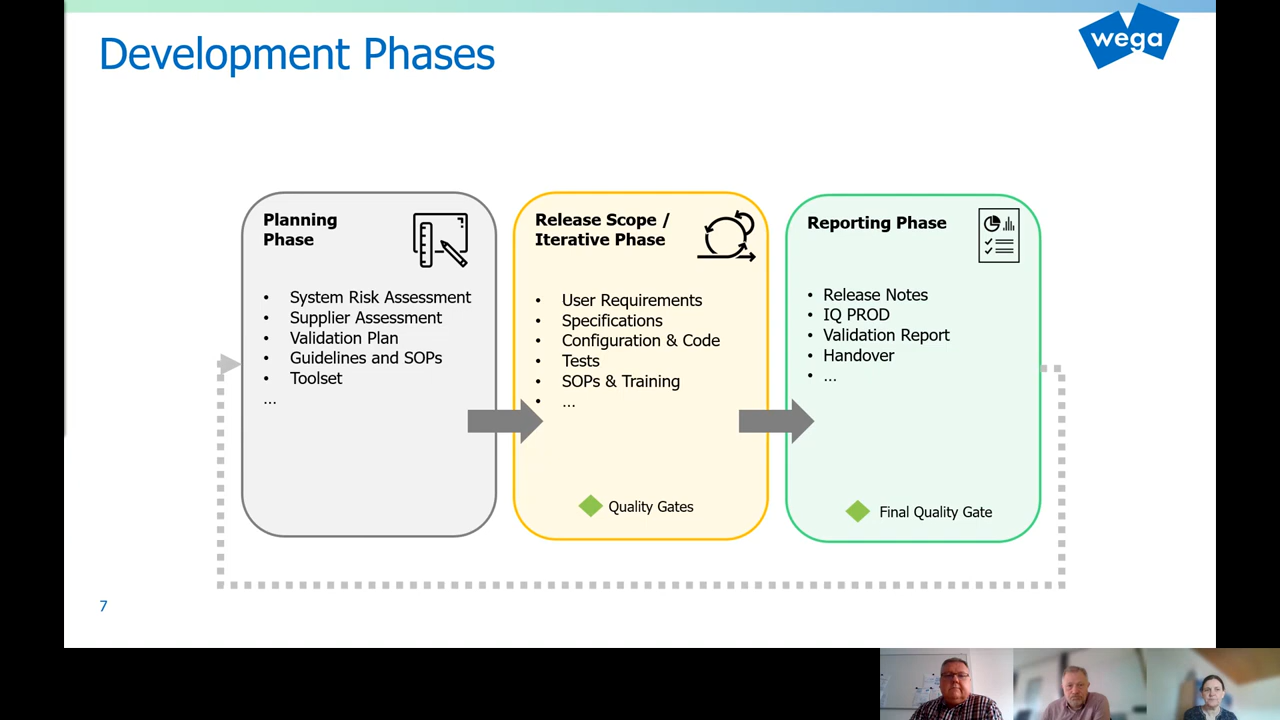 Development Phases
wega
Planning
Phase
• System Risk Assessment
• Supplier Assessment
• Validation Plan
• Guidelines and SOPs
• Toolset
...
Release Scope /
Iterative Phase
• User Requirements
• Specifications
• Configuration & Code
• Tests
• SOPs & Training
• ...
Quality Gates
Reporting Phase
• Release Notes
• IQ PROD
• Validation Report
• Handover
• ...
Final Quality Gate
7